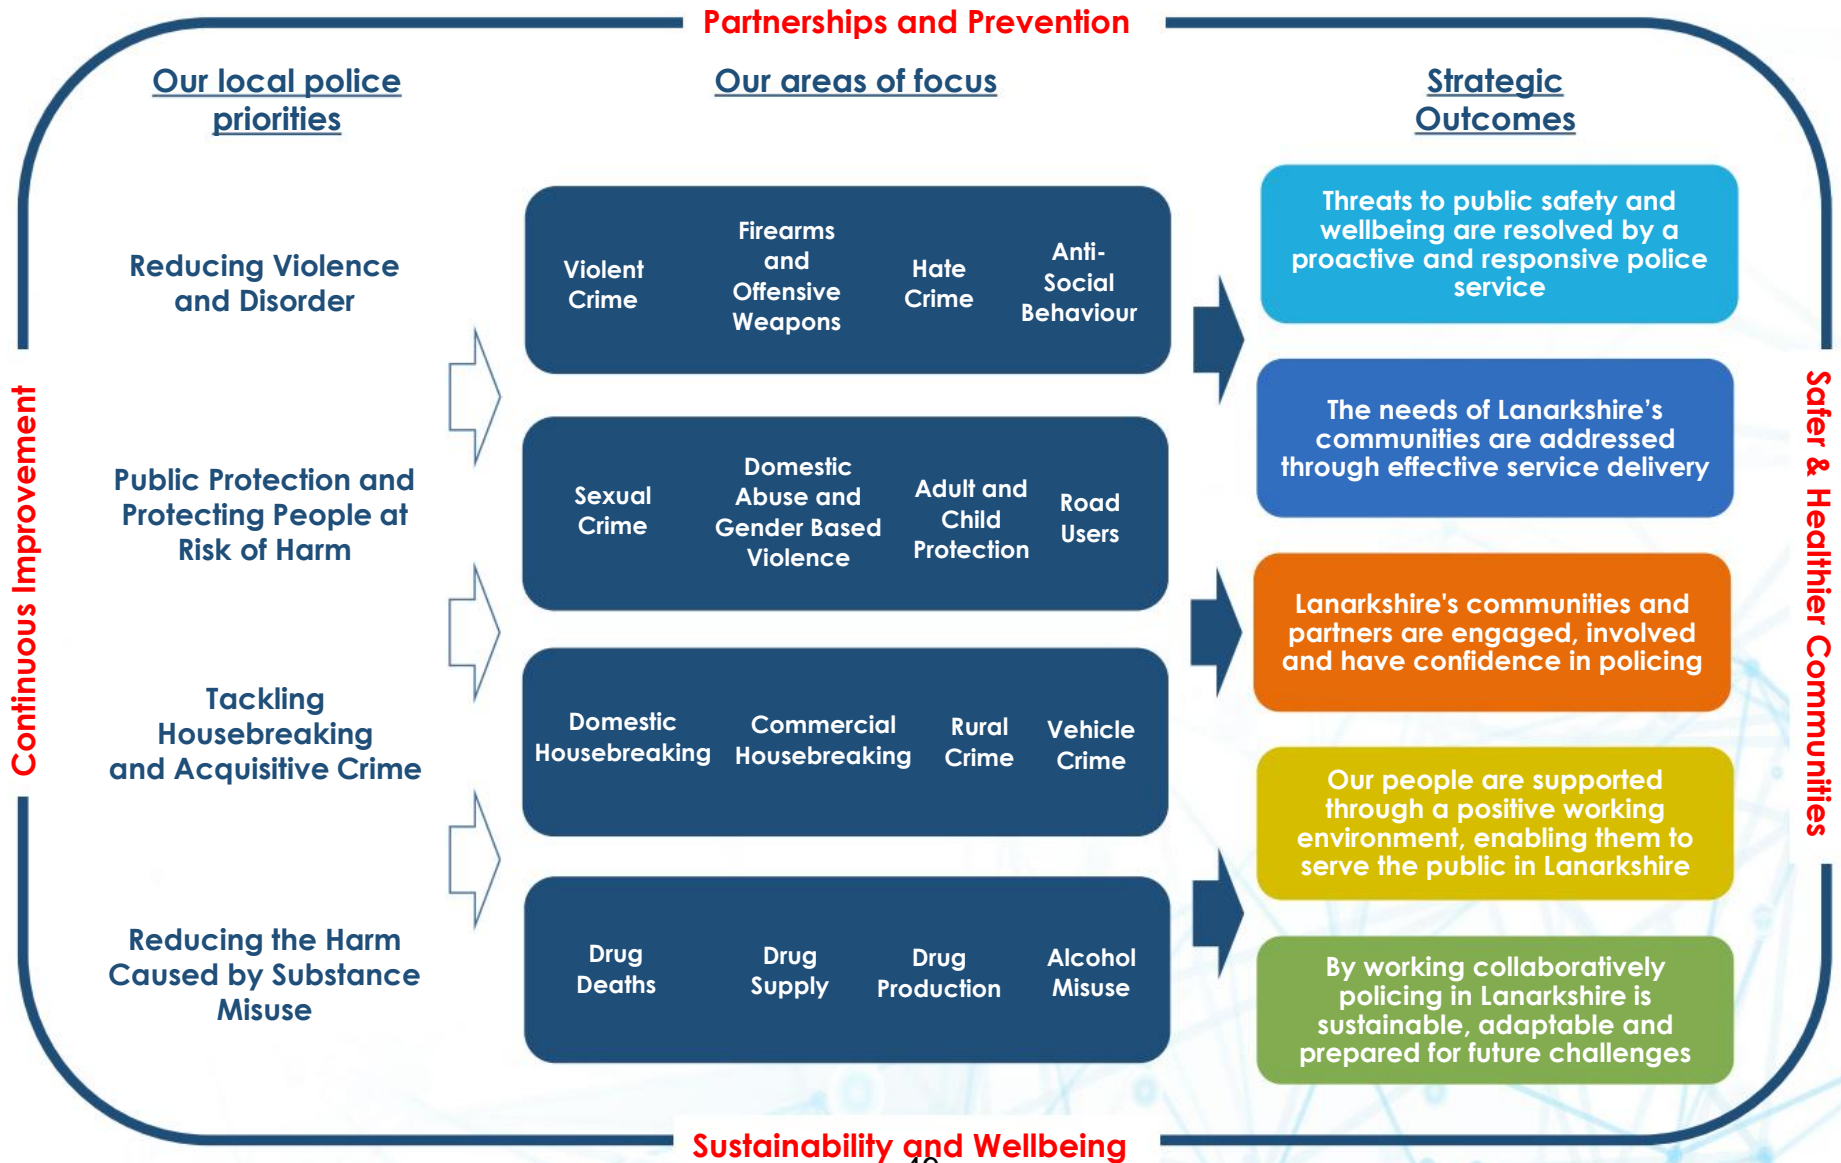 Partnerships and Prevention
Our local police
priorities
Our areas of focus
Strategic
Outcomes
Continuous Improvement
Reducing Violence
and Disorder
Violent
Crime
Firearms
and
Offensive
Weapons
Hate
Crime
Anti-
Social
Behaviour
Public Protection and
Protecting People at
Risk of Harm
Sexual
Crime
Domestic
Abuse and
Gender Based
Violence
Adult and
Child
Protection
Road
Users
Tackling
Housebreaking
and Acquisitive Crime
Domestic
Housebreaking
Commercial
Housebreaking
Rural
Crime
Vehicle
Crime
Reducing the Harm
Caused by Substance
Misuse
Drug
Deaths
Drug
Supply
Drug
Production
Alcohol
Misuse
Threats to public safety and
wellbeing are resolved by a
proactive and responsive police
service
The needs of Lanarkshire’s
communities are addressed
through effective service delivery
Lanarkshire's communities and
partners are engaged, involved
and have confidence in policing
Our people are supported
through a positive working
environment, enabling them to
serve the public in Lanarkshire
By working collaboratively
policing in Lanarkshire is
sustainable, adaptable and
prepared for future challenges
Safer & Healthier Communities
Sustainability and Wellbeing